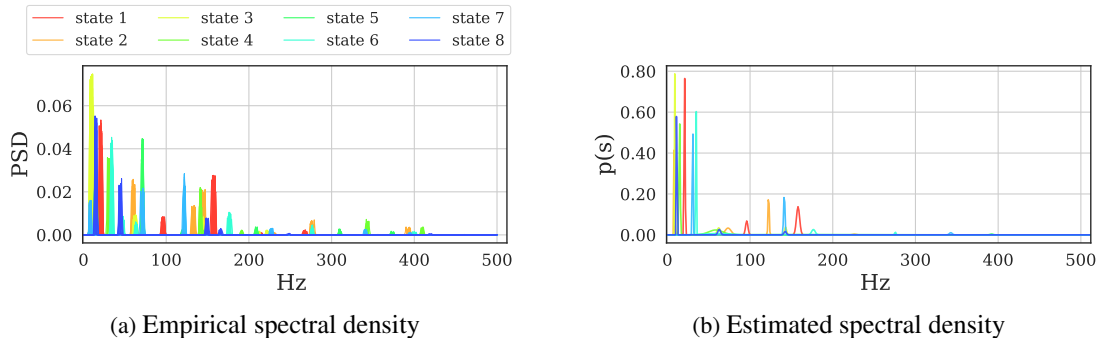 state 1 state 3 state 5 state 7
state 2 state 4 state 6 state 8
0.06
0.04
0.02
0.00
PSD
0 100 200 300 400 500
Hz
(a) Empirical spectral density
0.80
0.60
0.40
0.20
0.00
p(s)
0 100 200 300 400 500
Hz
(b) Estimated spectral density